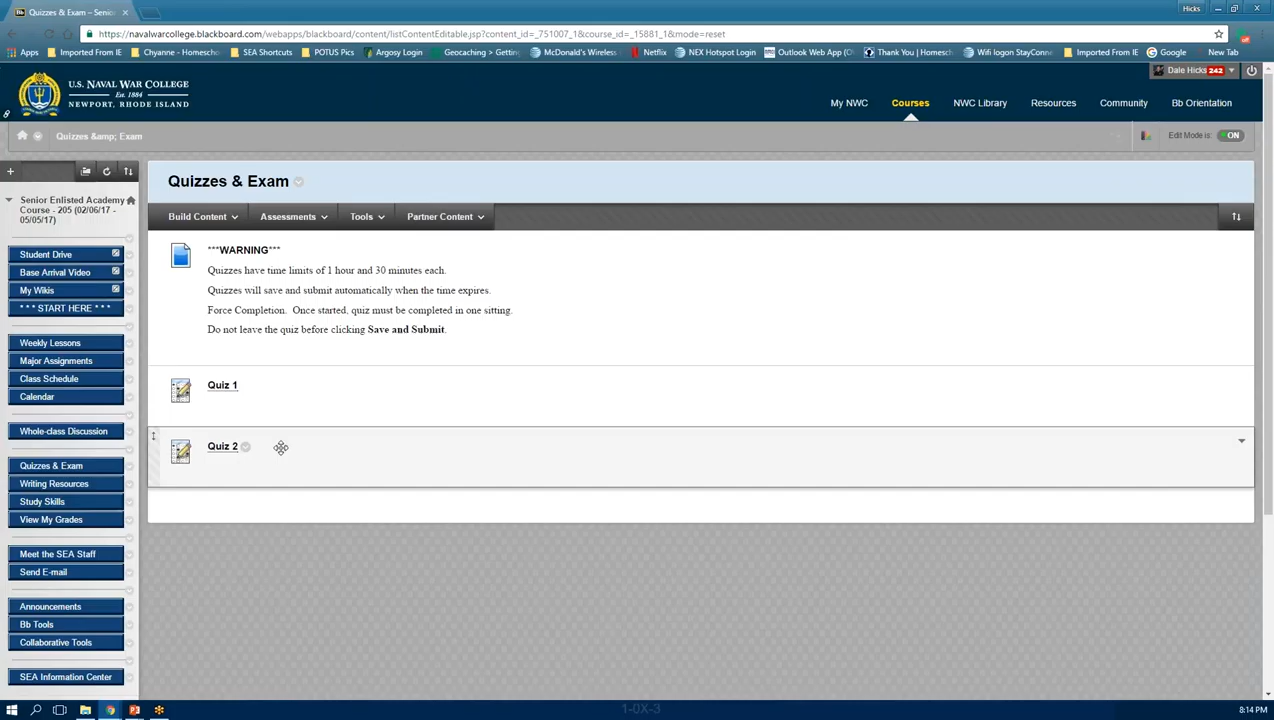 Quizzes & Exam – Senio
Hicks
https://navalwarcollege.blackboard.com/webapps/blackboard/content/listContentEditable.jsp?content_id=_751007_1&course_id=_15881_1&mode=reset
Apps
Imported From IE
Chyanne - Homescho
SEA Shortcuts
POTUS Pics
Argosy Login
Geocaching > Getting
McDonald's Wireless
Netflix
NEX Hotspot Login
Outlook Web App (O
Thank You | Homesch
Wifi logon StayConne
Imported From IE
Google
New Tab
U.S. NAVAL WAR COLLEGE
Est. 1884
NEWPORT, RHODE ISLAND
Dale Hicks 242
My NWC
Courses
NWC Library
Resources
Community
Bb Orientation
Quizzes &amp; Exam
Edit Mode is: ON
Senior Enlisted Academy
Course - 205 (02/06/17 -
05/05/17)
Student Drive
Base Arrival Video
My Wikis
* * * START HERE * * *
Weekly Lessons
Major Assignments
Class Schedule
Calendar
Whole-class Discussion
Quizzes & Exam
Writing Resources
Study Skills
View My Grades
Meet the SEA Staff
Send E-mail
Announcements
Bb Tools
Collaborative Tools
SEA Information Center
Quizzes & Exam
Build Content
Assessments
Tools
Partner Content
***WARNING***
Quizzes have time limits of 1 hour and 30 minutes each.
Quizzes will save and submit automatically when the time expires.
Force Completion. Once started, quiz must be completed in one sitting.
Do not leave the quiz before clicking Save and Submit.
Quiz 1
Quiz 2
1-0X-3
8:14 PM